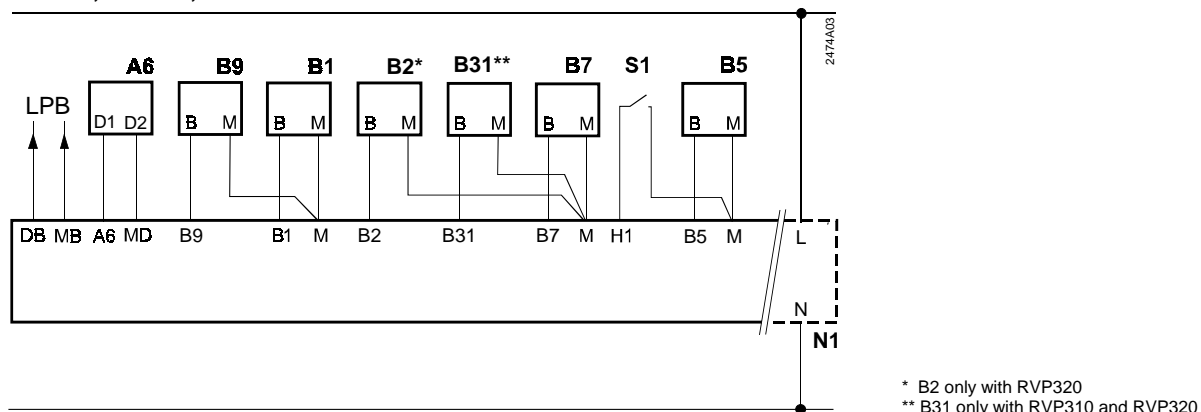 2474A03
A6 B9 B1 B2* B31** B7 S1 B5
LPB
D1 D2 B M B M B M B M B M B M
DB MB A6 MD B9 B1 M B2 B31 B7 M H1 B5 M L
N
N1
* B2 only with RVP320
** B31 only with RVP310 and RVP320